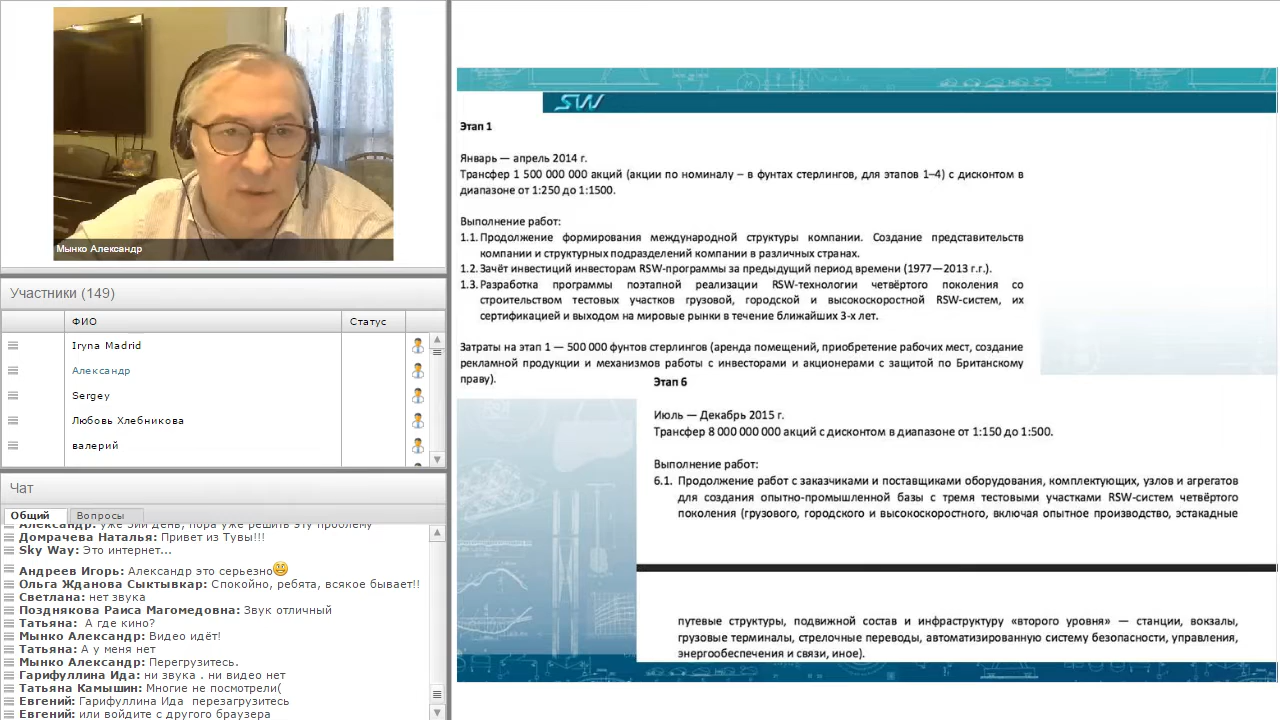 Мынко Александр
Участники (149)
ФИО Статус
Iryna Madrid
Александр
Sergey
Любовь Хлебникова
валерий
Чат
Общий Вопросы
Александр: уже 3ий день, пора уже решить эту проблему
Домрачева Наталья: Привет из Тувы!!!
Sky Way: Это интернет...
Андреев Игорь: Александр это серьезно
Ольга Жданова Сыктывкар: Спокойно, ребята, всякое бывает!!
Светлана: нет звука
Позднякова Раиса Магомедовна: Звук отличный
Татьяна: А где кино?
Мынко Александр: Видео идёт!
Татьяна: А у меня нет
Мынко Александр: Перегрузитесь.
Гарифуллина Ида: ни звука . ни видео нет
Татьяна Камышин: Многие не посмотрели(
Евгений: Гарифуллина Ида перезагрузитесь
Евгений: или войдите с другого браузера
SW
Этап 1
Январь — апрель 2014 г.
Трансфер 1 500 000 000 акций (акции по номиналу – в фунтах стерлингов, для этапов 1–4) с дисконтом в
диапазоне от 1:250 до 1:1500.
Выполнение работ:
1.1. Продолжение формирования международной структуры компании. Создание представительств
компании и структурных подразделений компании в различных странах.
1.2. Зачёт инвестиций инвесторам RSW-программы за предыдущий период времени (1977—2013 г.г.).
1.3. Разработка программы поэтапной реализации RSW-технологии четвёртого поколения со
строительством тестовых участков грузовой, городской и высокоскоростной RSW-систем, их
сертификацией и выходом на мировые рынки в течение ближайших 3-х лет.
Затраты на этап 1 — 500 000 фунтов стерлингов (аренда помещений, приобретение рабочих мест, создание
рекламной продукции и механизмов работы с инвесторами и акционерами с защитой по Британскому
праву).
Этап 6
Июль — Декабрь 2015 г.
Трансфер 8 000 000 000 акций с дисконтом в диапазоне от 1:150 до 1:500.
Выполнение работ:
6.1. Продолжение работ с заказчиками и поставщиками оборудования, комплектующих, узлов и агрегатов
для создания опытно-промышленной базы с тремя тестовыми участками RSW-систем четвёртого
поколения (грузового, городского и высокоскоростного, включая опытное производство, эстакадные
путевые структуры, подвижной состав и инфраструктуру «второго уровня» — станции, вокзалы,
грузовые терминалы, стрелочные переводы, автоматизированную систему безопасности, управления,
энергообеспечения и связи, иное).